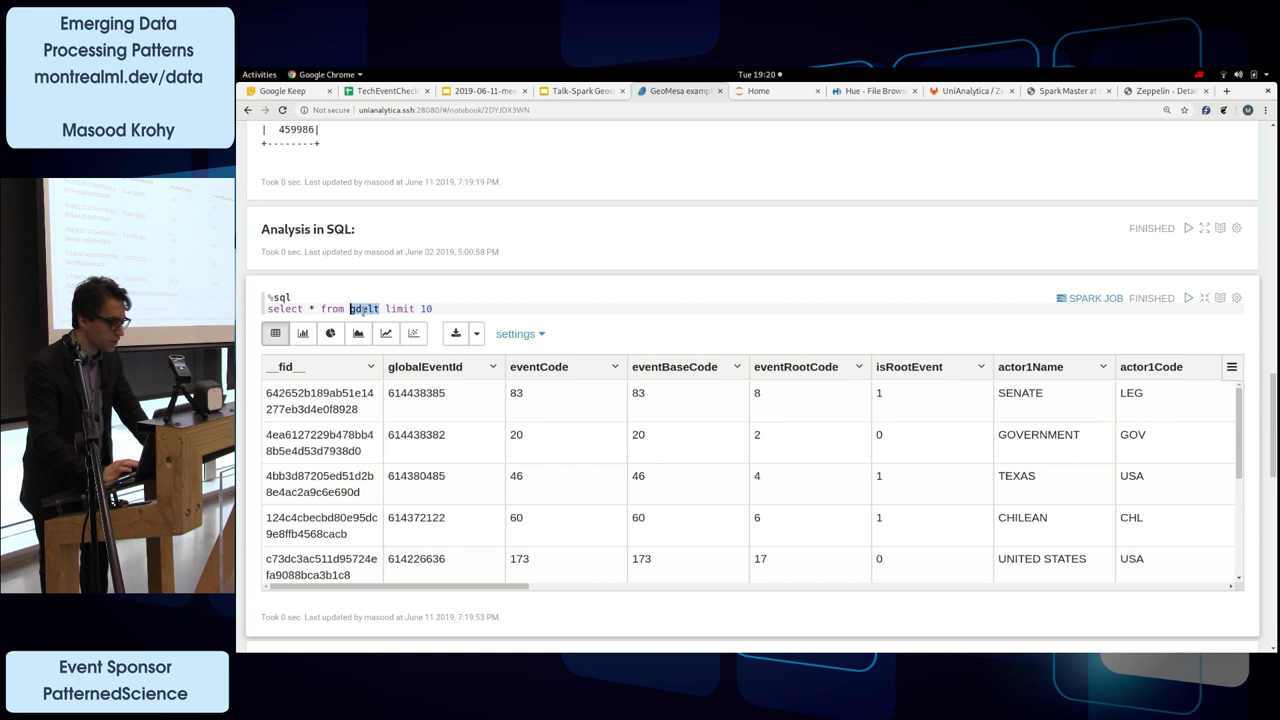 Emerging Data
Processing Patterns
montrealml.dev/data
Masood Krohy
Activities Google Chrome ▾ Tue 19:20
Google Keep × TechEventCheck × 2019-06-11-me × Talk-Spark Geos × GeoMesa examp × Home × Hue - File Brows × UniAnalytica / Ze × Spark Master at × Zeppelin - Detail × +
Not secure | unianalytica.ssh:28080/#/notebook/2DYJDX3WN
| 459986|
+--------+
Took 0 sec. Last updated by masood at June 11 2019, 7:19:19 PM.
Analysis in SQL: FINISHED
Took 0 sec. Last updated by masood at June 02 2019, 5:00:58 PM.
%sql SPARK JOB FINISHED
select * from gdelt limit 10
settings ▾
__fid__ globalEventId eventCode eventBaseCode eventRootCode isRootEvent actor1Name actor1Code
642652b189ab51e14 614438385 83 83 8 1 SENATE LEG
277eb3d4e0f8928
4ea6127229b478bb4 614438382 20 20 2 0 GOVERNMENT GOV
8b5e4d53d7938d0
4bb3d87205ed51d2b 614380485 46 46 4 1 TEXAS USA
8e4ac2a9c6e690d
124c4cbecbd80e95dc 614372122 60 60 6 1 CHILEAN CHL
9e8ffb4568cacb
c73dc3ac511d95724e 614226636 173 173 17 0 UNITED STATES USA
fa9088bca3b1c8
Took 0 sec. Last updated by masood at June 11 2019, 7:19:53 PM.
Event Sponsor
PatternedScience